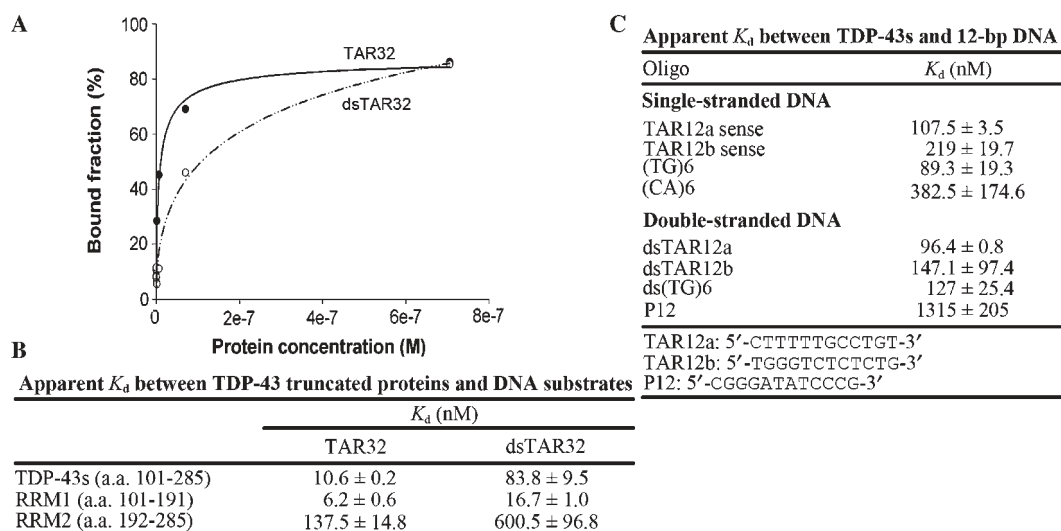 A
100
80
60
40
20
0
Bound fraction (%)
TAR32
dsTAR32
0 2e-7 4e-7 6e-7 8e-7
Protein concentration (M)
B
Apparent Kd between TDP-43 truncated proteins and DNA substrates
Kd (nM)
TAR32 dsTAR32
TDP-43s (a.a. 101-285) 10.6 ± 0.2 83.8 ± 9.5
RRM1 (a.a. 101-191) 6.2 ± 0.6 16.7 ± 1.0
RRM2 (a.a. 192-285) 137.5 ± 14.8 600.5 ± 96.8
C
Apparent Kd between TDP-43s and 12-bp DNA
Oligo Kd (nM)
Single-stranded DNA
TAR12a sense 107.5 ± 3.5
TAR12b sense 219 ± 19.7
(TG)6 89.3 ± 19.3
(CA)6 382.5 ± 174.6
Double-stranded DNA
dsTAR12a 96.4 ± 0.8
dsTAR12b 147.1 ± 97.4
ds(TG)6 127 ± 25.4
P12 1315 ± 205
TAR12a: 5′-CTTTTTGCCTGT-3′
TAR12b: 5′-TGGGTCTCTCTG-3′
P12: 5′-CGGGATATCCCG-3′